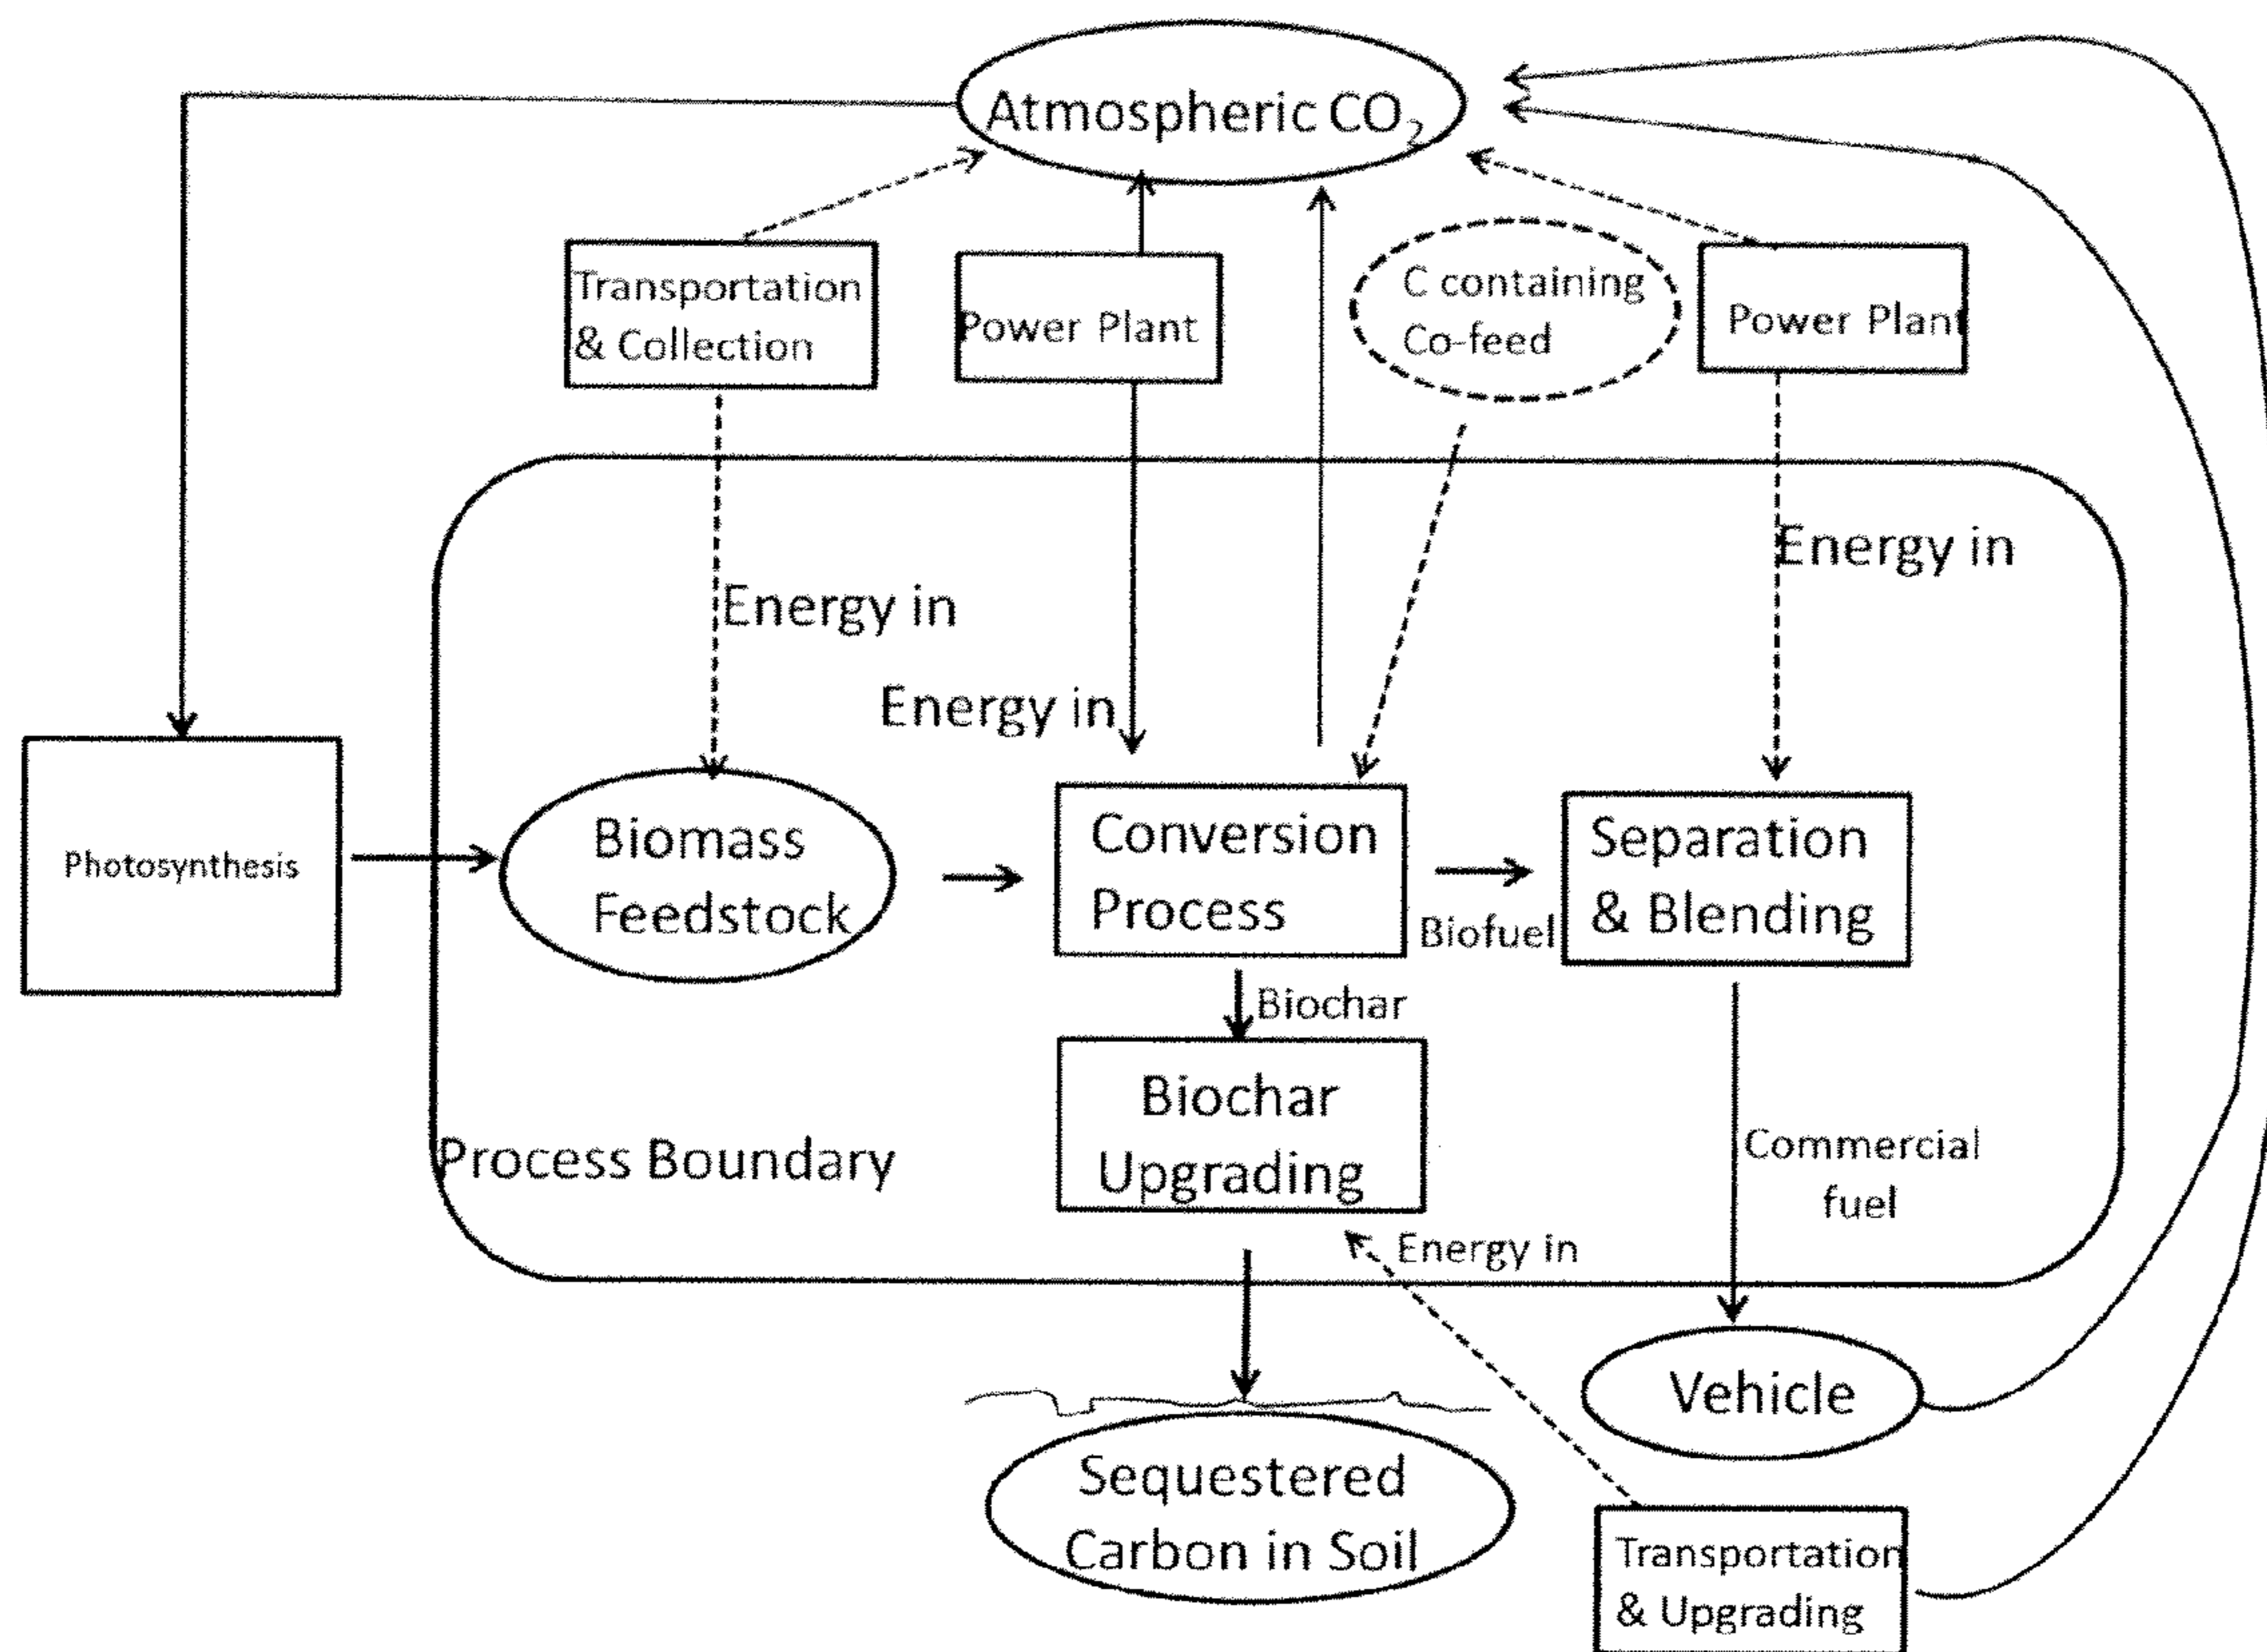 Atmospheric CO₂
Transportation
& Collection
Power Plant
C containing
Co-feed
Power Plant
Energy in
Energy in
Energy in
Photosynthesis
Biomass
Feedstock
Conversion
Process
Biofuel
Separation
& Blending
Biochar
Biochar
Upgrading
Process Boundary
Commercial
fuel
Energy in
Vehicle
Sequestered
Carbon in Soil
Transportation
& Upgrading